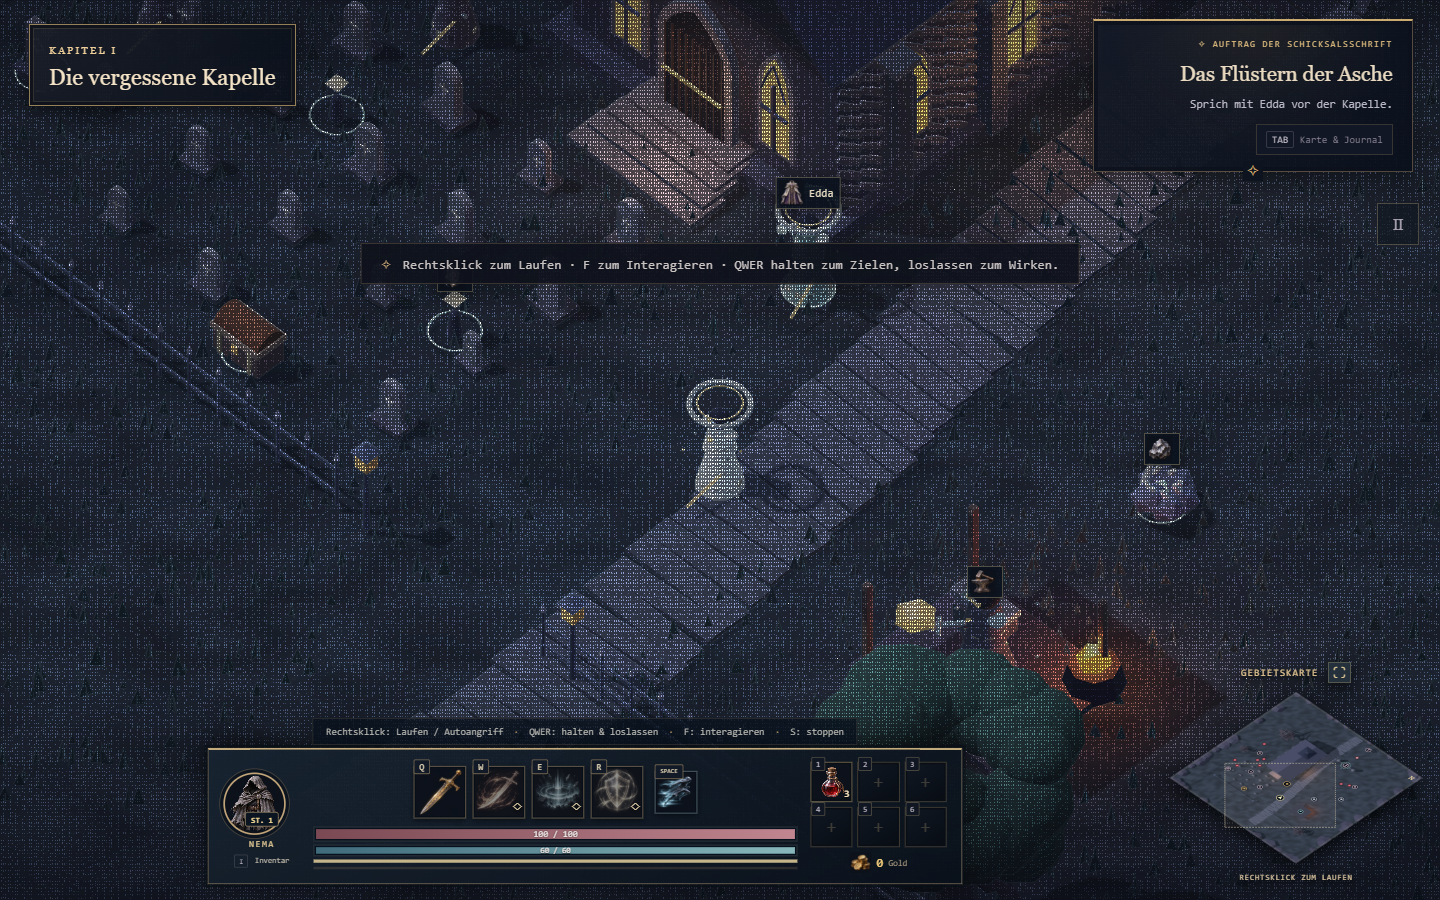 KAPITEL I
Die vergessene Kapelle
AUFTRAG DER SCHICKSALSSCHRIFT
Das Flüstern der Asche
Sprich mit Edda vor der Kapelle.
TAB Karte & Journal
II
Edda
Rechtsklick zum Laufen · F zum Interagieren · QWER halten zum Zielen, loslassen zum Wirken.
GEBIETSKARTE
RECHTSKLICK ZUM LAUFEN
Rechtsklick: Laufen / Autoangriff · QWER: halten & loslassen · F: interagieren · S: stoppen
ST. 1
NEMA
I Inventar
Q W E R SPACE
100 / 100
60 / 60
1 2 3
3
4 5 6
0 Gold